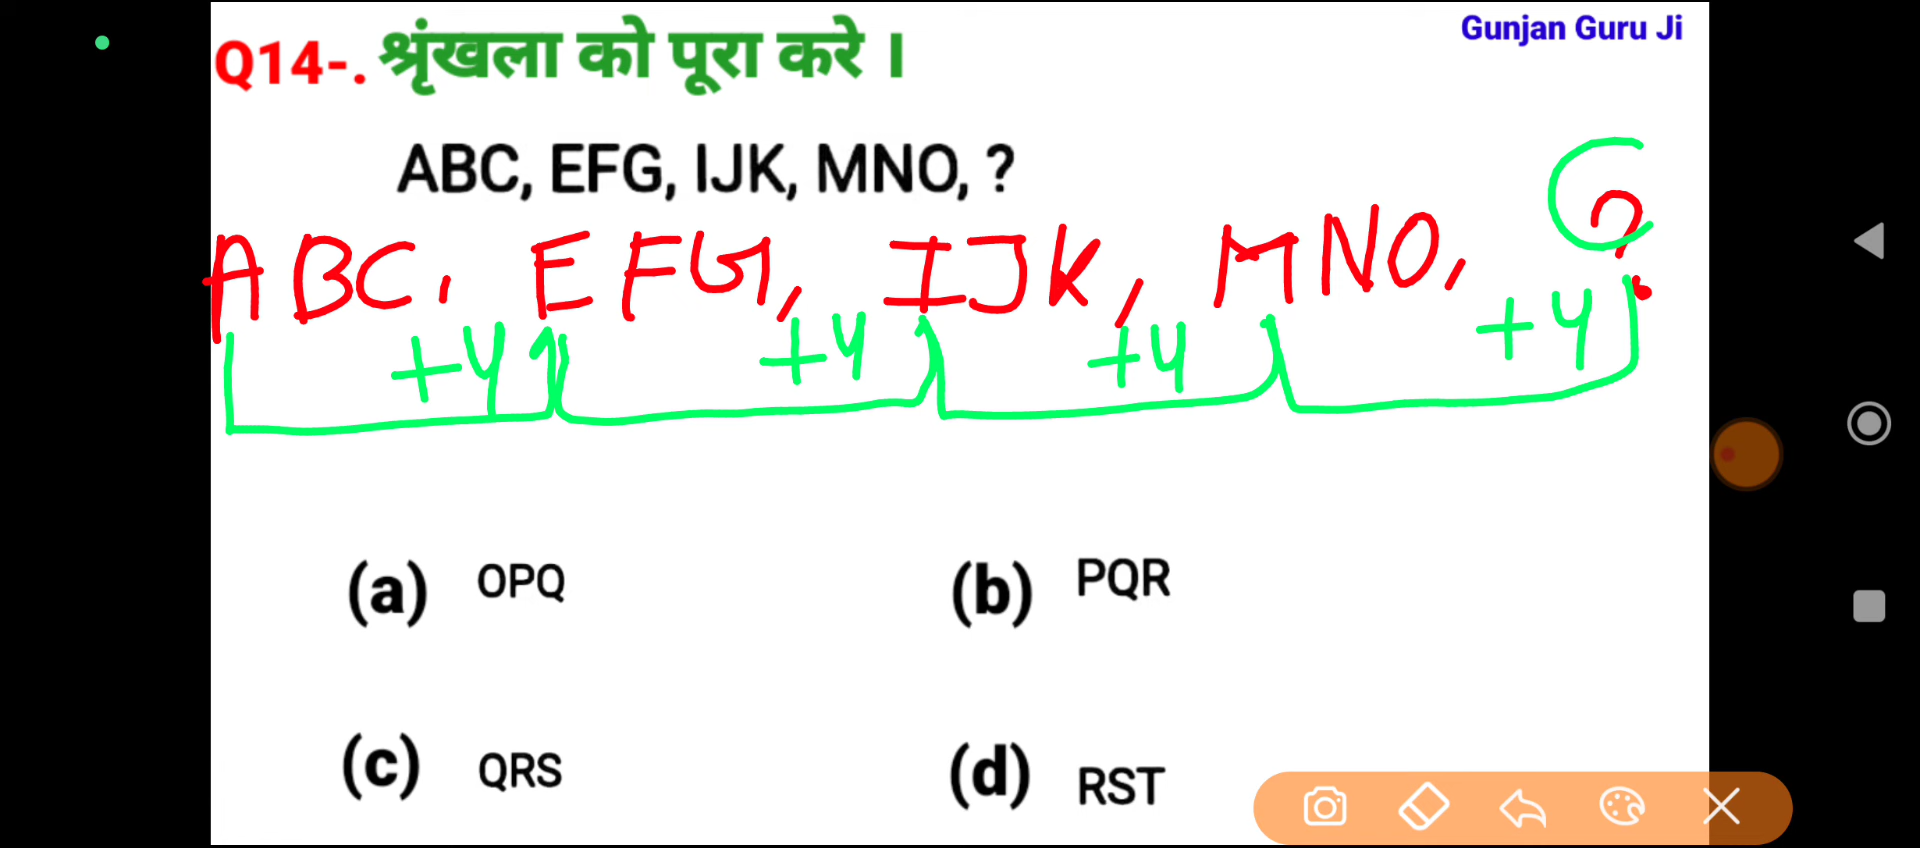 Gunjan Guru Ji
Q14-. श्रृंखला को पूरा करे ।
ABC, EFG, IJK, MNO, ?
ABC, EFG, IJK, MNO, ?
+4 +4 +4 +4
(a) OPQ (b) PQR
(c) QRS (d) RST